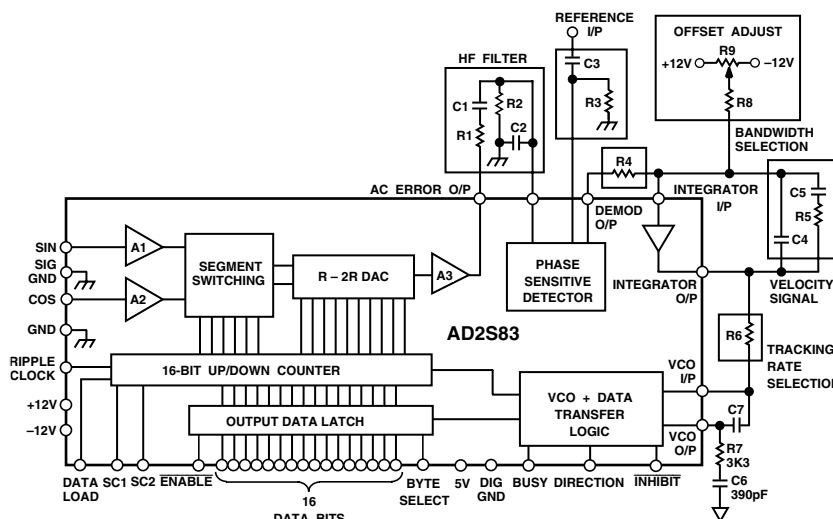 REFERENCE
I/P
OFFSET ADJUST
R9
+12V
–12V
R8
HF FILTER
C3
R3
C1
R2
C2
R1
BANDWIDTH
SELECTION
R4
AC ERROR O/P
DEMOD
O/P
INTEGRATOR
I/P
C5
R5
C4
SIN
A1
SIG
GND
COS
A2
GND
SEGMENT
SWITCHING
R – 2R DAC
A3
PHASE
SENSITIVE
DETECTOR
INTEGRATOR
O/P
VELOCITY
SIGNAL
AD2S83
R6
TRACKING
RATE
SELECTION
RIPPLE
CLOCK
16-BIT UP/DOWN COUNTER
VCO
I/P
+12V
–12V
OUTPUT DATA LATCH
VCO + DATA
TRANSFER
LOGIC
VCO
O/P
C7
R7
3K3
C6
390pF
DATA
LOAD
SC1
SC2
ENABLE
16
DATA BITS
BYTE
SELECT
5V
DIG
GND
BUSY
DIRECTION
INHIBIT